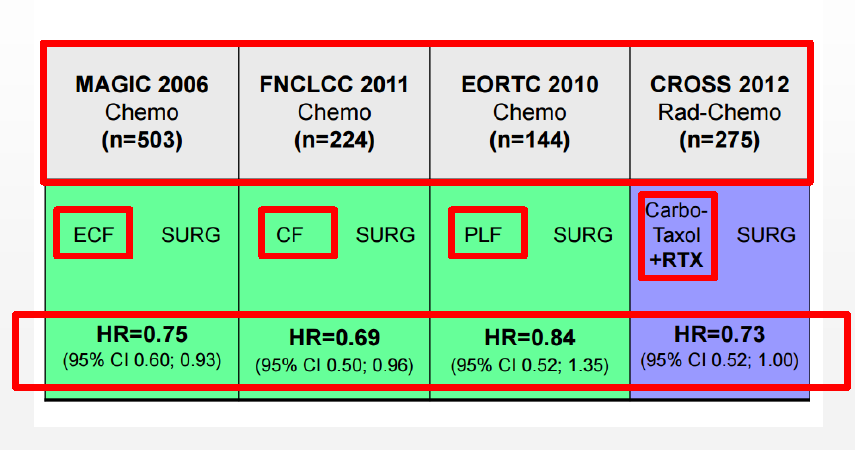 MAGIC 2006
Chemo
(n=503)
FNCLCC 2011
Chemo
(n=224)
EORTC 2010
Chemo
(n=144)
CROSS 2012
Rad-Chemo
(n=275)
ECF SURG
CF SURG
PLF SURG
Carbo-
Taxol
+RTX
SURG
HR=0.75
(95% CI 0.60; 0.93)
HR=0.69
(95% CI 0.50; 0.96)
HR=0.84
(95% CI 0.52; 1.35)
HR=0.73
(95% CI 0.52; 1.00)